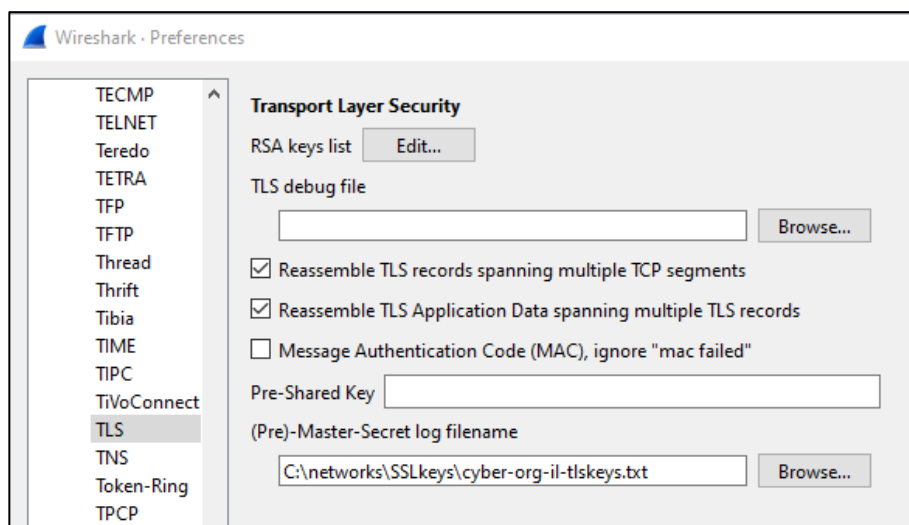 Wireshark · Preferences
TECMP
TELNET
Teredo
TETRA
TFP
TFTP
Thread
Thrift
Tibia
TIME
TIPC
TiVoConnect
TLS
TNS
Token-Ring
TPCP
Transport Layer Security
RSA keys list Edit...
TLS debug file
Browse...
Reassemble TLS records spanning multiple TCP segments
Reassemble TLS Application Data spanning multiple TLS records
Message Authentication Code (MAC), ignore "mac failed"
Pre-Shared Key
(Pre)-Master-Secret log filename
C:\networks\SSLkeys\cyber-org-il-tlskeys.txt Browse...